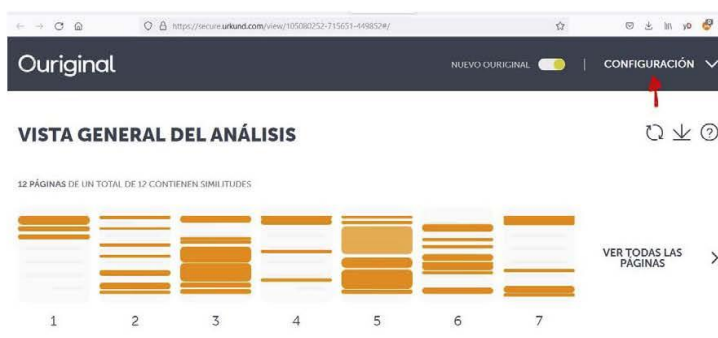 https://secure.urkund.com/view/105080252-715651-449852#/
Ouriginal
NUEVO OURIGINAL
CONFIGURACIÓN
VISTA GENERAL DEL ANÁLISIS
12 PÁGINAS DE UN TOTAL DE 12 CONTIENEN SIMILITUDES
VER TODAS LAS
PÁGINAS
1 2 3 4 5 6 7